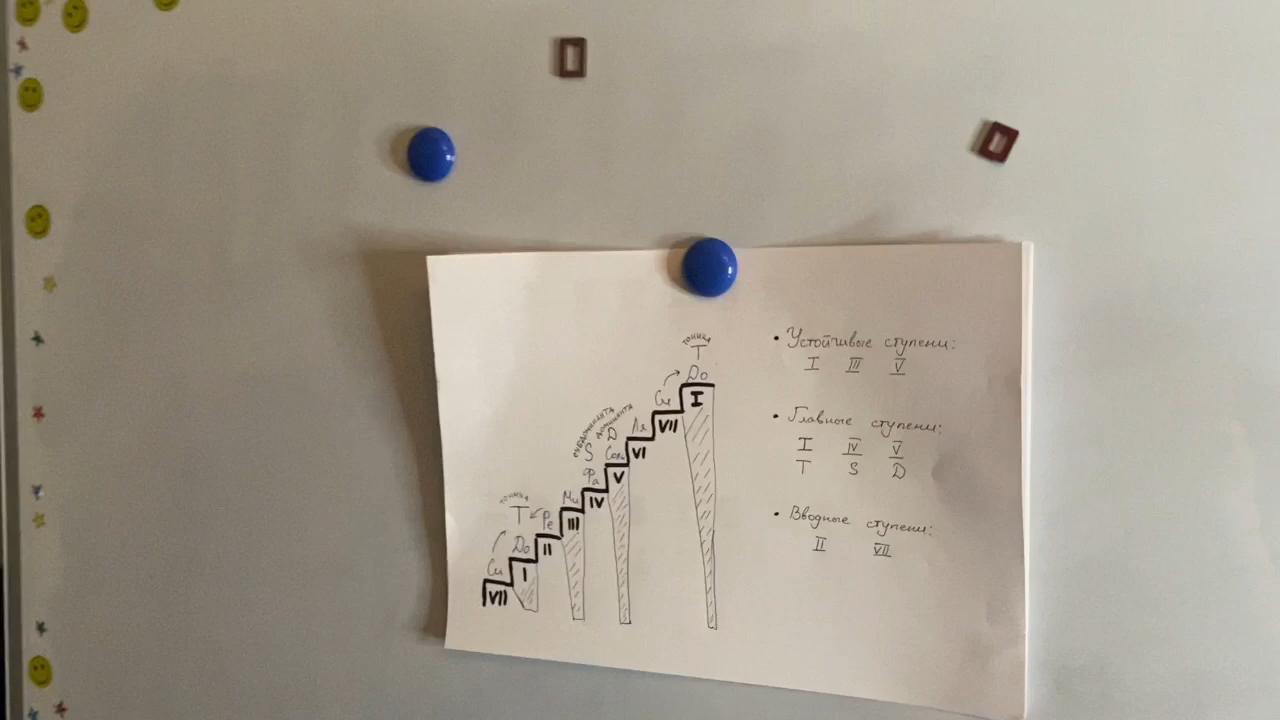 тоника
Т
До
I
Си
VII
Ля
VI
доминанта
D
Соль
V
субдоминанта
S
Фа
IV
Ми
III
Ре
II
тоника
Т
До
I
Си
VII
• Устойчивые ступени:
I III V
• Главные ступени:
I IV V
T S D
• Вводные ступени:
II VII